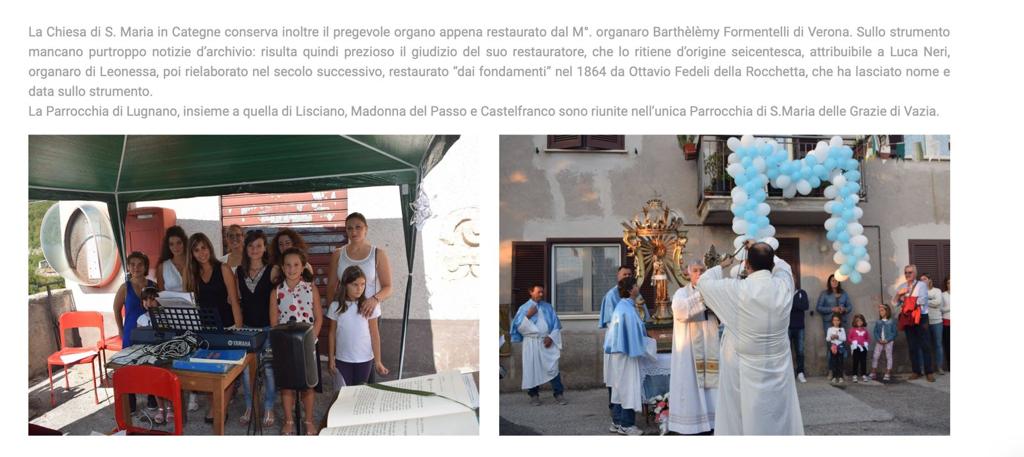 La Chiesa di S. Maria in Categne conserva inoltre il pregevole organo appena restaurato dal M°. organaro Barthèlèmy Formentelli di Verona. Sullo strumento
mancano purtroppo notizie d'archivio: risulta quindi prezioso il giudizio del suo restauratore, che lo ritiene d'origine seicentesca, attribuibile a Luca Neri,
organaro di Leonessa, poi rielaborato nel secolo successivo, restaurato "dai fondamenti" nel 1864 da Ottavio Fedeli della Rocchetta, che ha lasciato nome e
data sullo strumento.
La Parrocchia di Lugnano, insieme a quella di Lisciano, Madonna del Passo e Castelfranco sono riunite nell'unica Parrocchia di S.Maria delle Grazie di Vazia.
YAMAHA